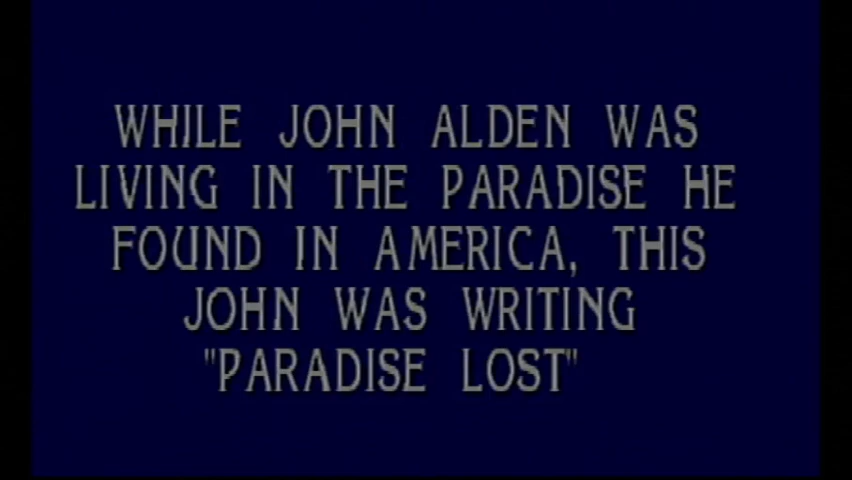 WHILE JOHN ALDEN WAS
LIVING IN THE PARADISE HE
FOUND IN AMERICA, THIS
JOHN WAS WRITING
"PARADISE LOST"